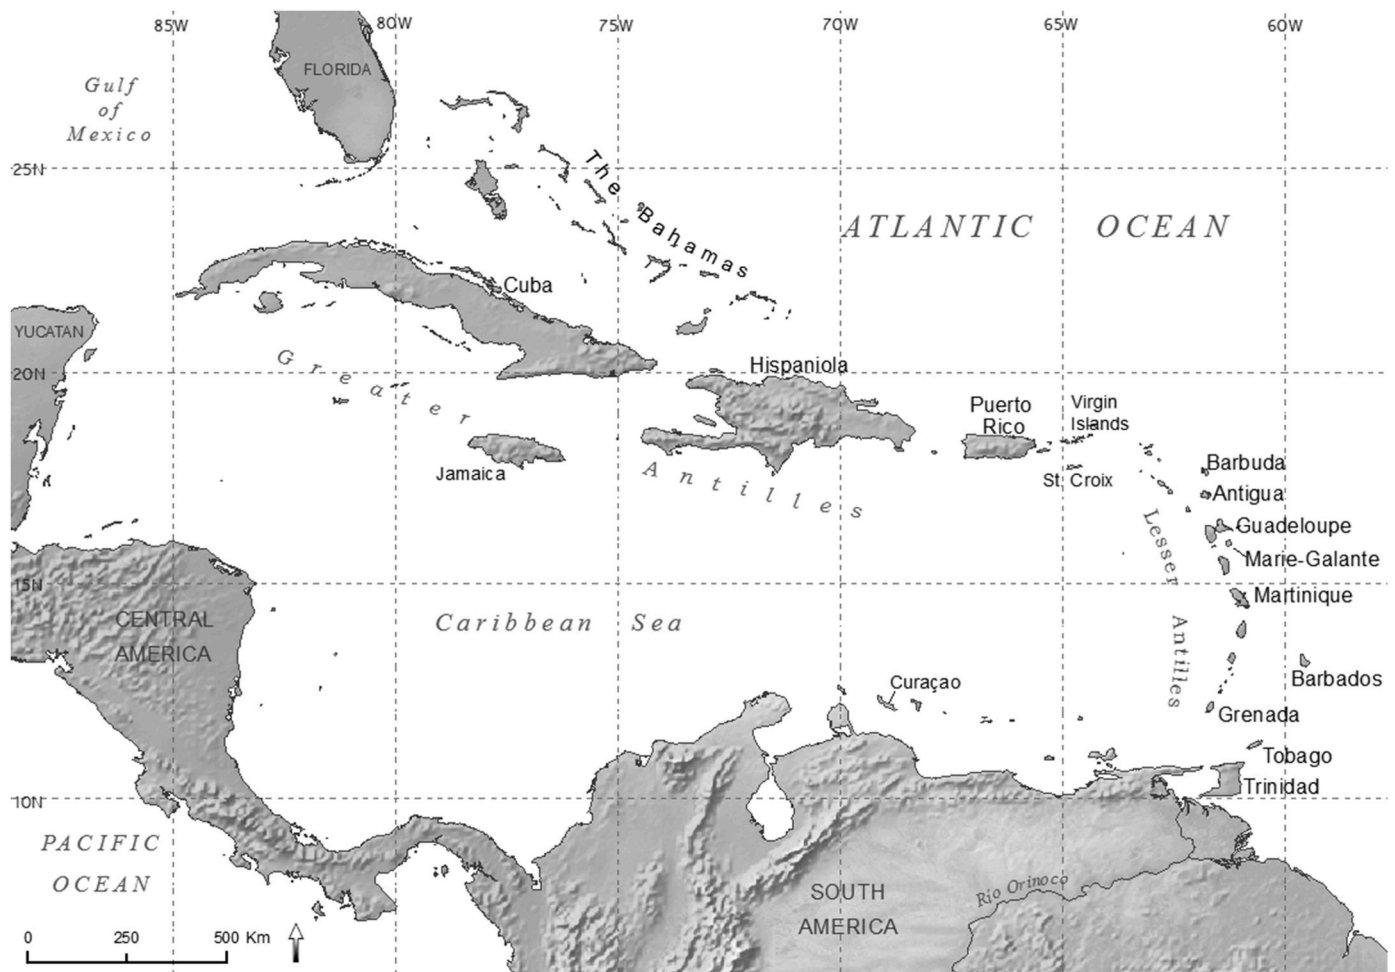 85W 80W 75W 70W 65W 60W
FLORIDA
Gulf
of
Mexico
The Bahamas
25N
ATLANTIC OCEAN
Cuba
YUCATAN
Greater
Antilles
20N
Hispaniola
Puerto
Rico
Virgin
Islands
Jamaica
St. Croix
Barbuda
Antigua
Lesser
Antilles
Guadeloupe
Marie-Galante
15N
Martinique
CENTRAL
AMERICA
Caribbean Sea
Barbados
Curaçao
Grenada
Tobago
Trinidad
10N
PACIFIC
OCEAN
SOUTH
AMERICA
Rio Orinoco
0 250 500 Km